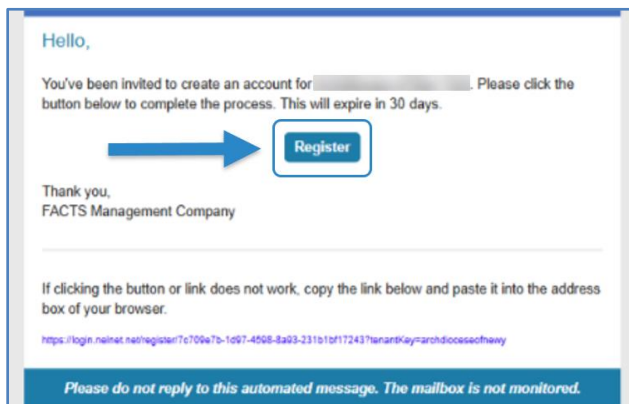 Hello,
You've been invited to create an account for . Please click the
button below to complete the process. This will expire in 30 days.
Register
Thank you,
FACTS Management Company
If clicking the button or link does not work, copy the link below and paste it into the address
box of your browser.
https://login.nelnet.net/register/7c709e7b-1d97-4598-8a93-231b1bf17243?tenantKey=archdioceseofnewy
Please do not reply to this automated message. The mailbox is not monitored.